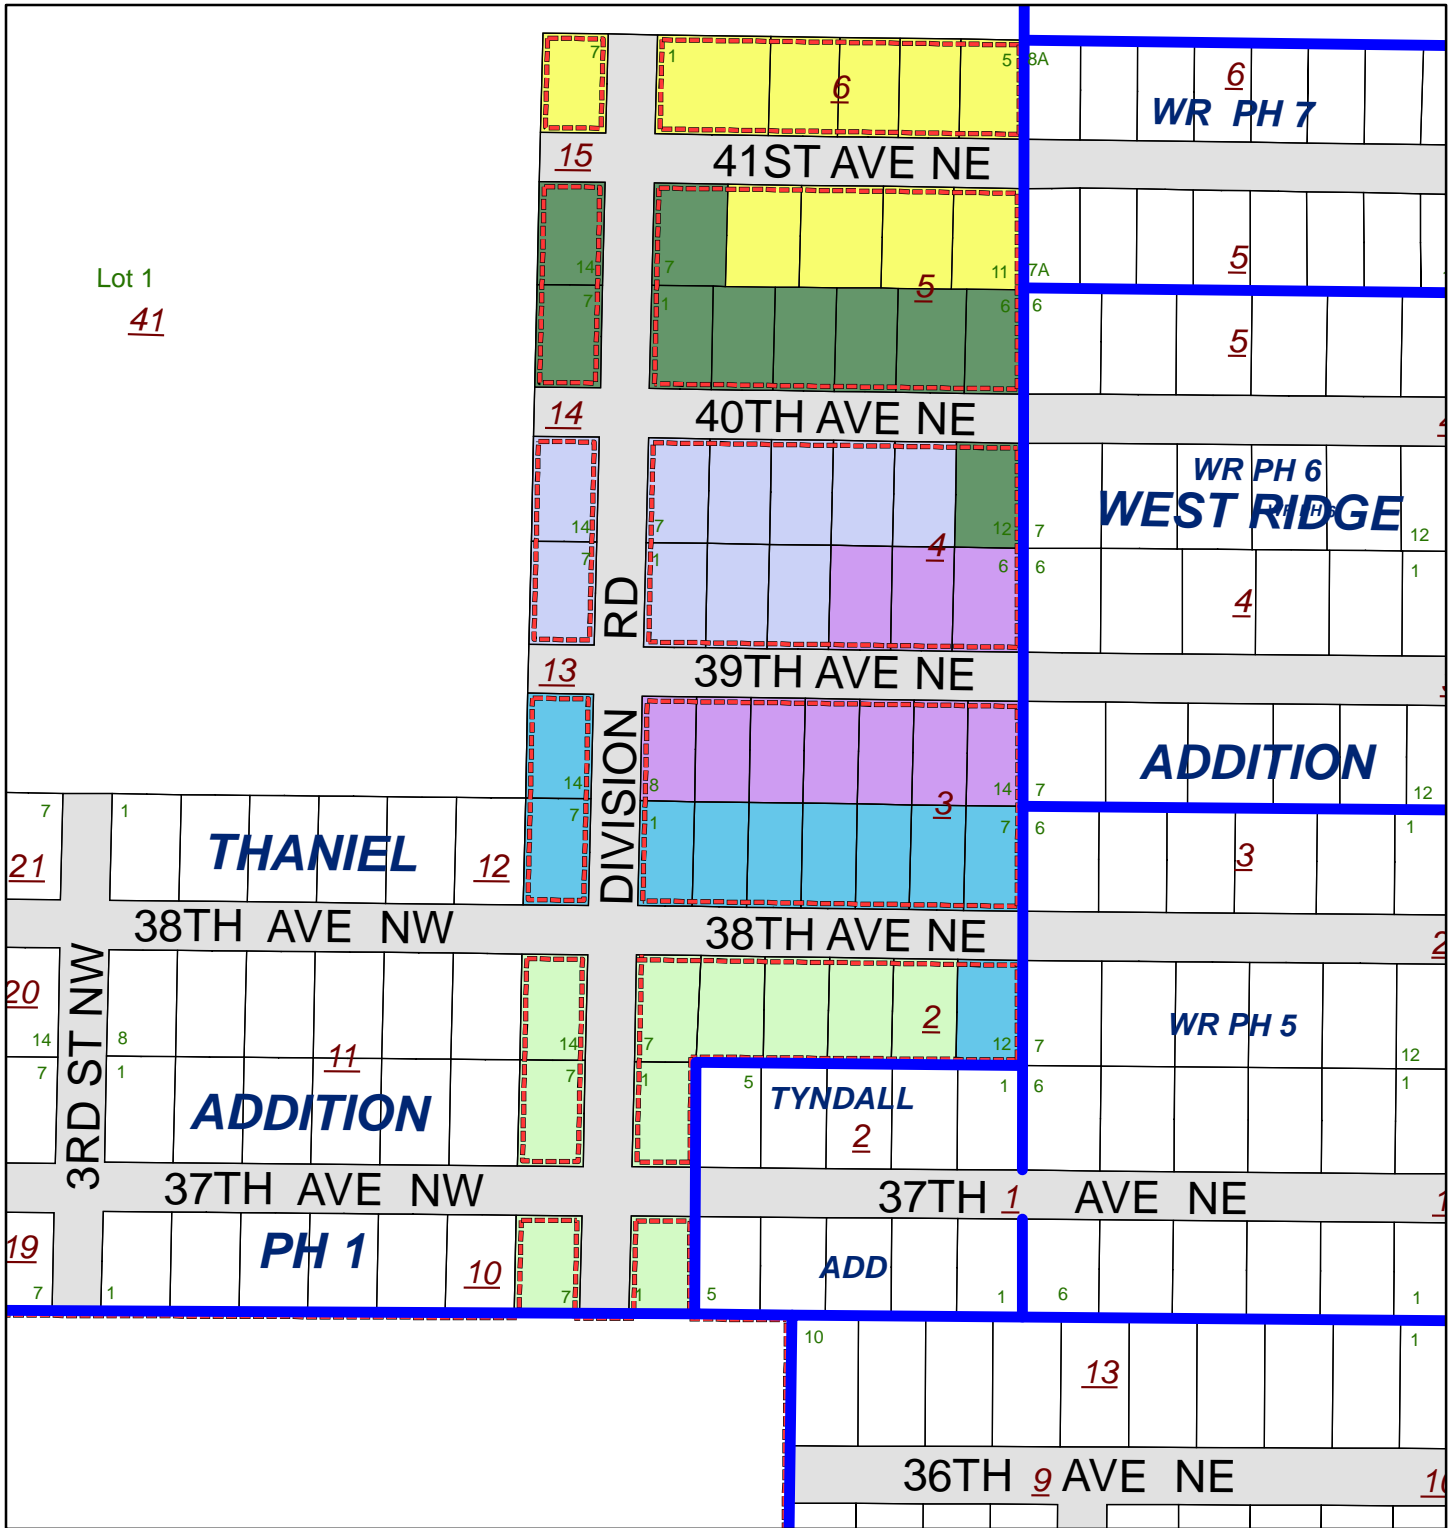 7 1 5 8A
6 6
WR PH 7
15 41ST AVE NE
Lot 1
41
14 7 11 7A
5 5
7 1 6 6
5
14 40TH AVE NE
WR PH 6
WEST RIDGE
14 7 12 7 12
4
7 1 6 6 1
4
RD
13 39TH AVE NE
ADDITION
14 8 14 7 12
3
7 1 7 1 7 6 1
DIVISION
THANIEL
21 12 3
38TH AVE NW 38TH AVE NE
20
3RD ST NW
2
WR PH 5
14 8 14 7 12 7 12
11
7 1 7 1 5 1 6 1
ADDITION
TYNDALL
2
37TH AVE NW 37TH 1 AVE NE
19
PH 1
10
ADD
7 1 7 1 5 1 6 1
10 1
13
36TH 9 AVE NE